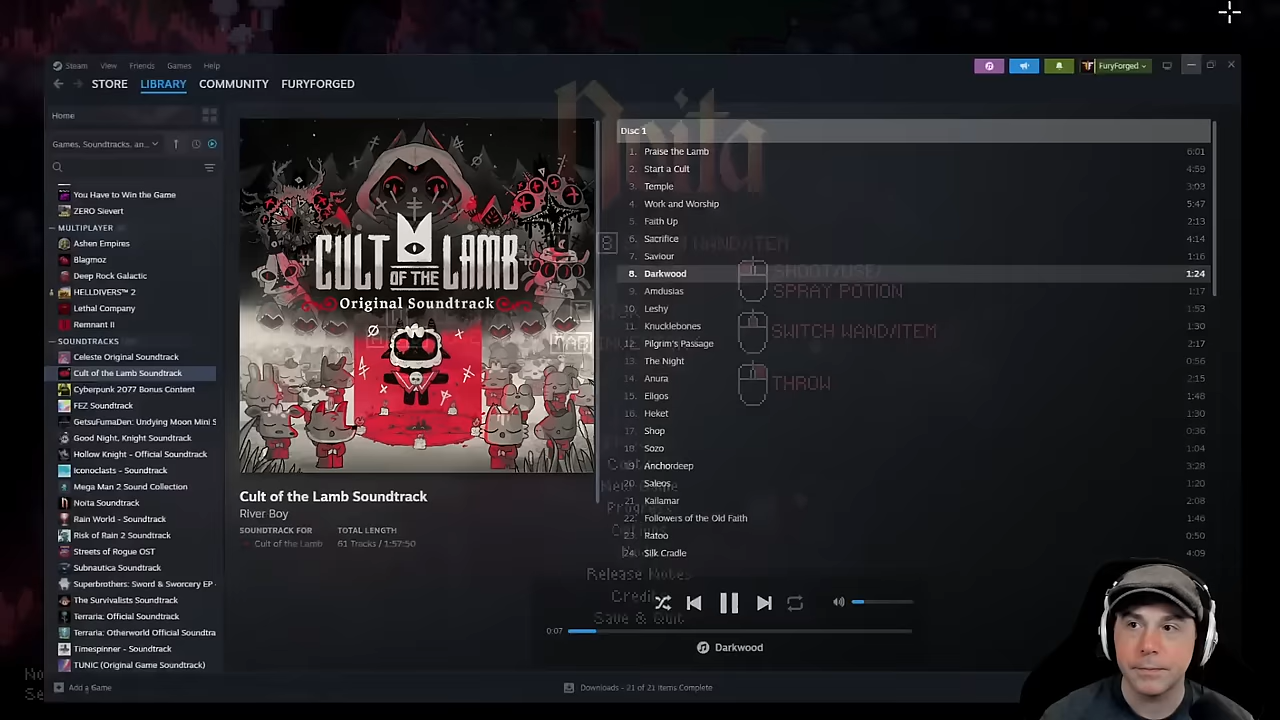 Steam View Friends Games Help
FuryForged
STORE LIBRARY COMMUNITY FURYFORGED
Home
Games, Soundtracks, an...
You Have to Win the Game
ZERO Sievert
MULTIPLAYER
Ashen Empires
Blagmoz
Deep Rock Galactic
HELLDIVERS™ 2
Lethal Company
Remnant II
SOUNDTRACKS
Celeste Original Soundtrack
Cult of the Lamb Soundtrack
Cyberpunk 2077 Bonus Content
FEZ Soundtrack
GetsuFumaDen: Undying Moon Mini S
Good Night, Knight Soundtrack
Hollow Knight - Official Soundtrack
Iconoclasts - Soundtrack
Mega Man 2 Sound Collection
Noita Soundtrack
Rain World - Soundtrack
Risk of Rain 2 Soundtrack
Streets of Rogue OST
Subnautica Soundtrack
Superbrothers: Sword & Sworcery EP -
The Survivalists Soundtrack
Terraria: Official Soundtrack
Terraria: Otherworld Official Soundtra
Timespinner - Soundtrack
TUNIC (Original Game Soundtrack)
Add a Game
CULT OF THE LAMB
Original Soundtrack
Cult of the Lamb Soundtrack
River Boy
SOUNDTRACK FOR TOTAL LENGTH
Cult of the Lamb 61 Tracks / 1:57:50
Noita
Disc 1
1. Praise the Lamb 6:01
2. Start a Cult 4:59
3. Temple 3:03
4. Work and Worship 5:47
5. Faith Up 2:13
6. Sacrifice 4:14
7. Saviour 1:16
8. Darkwood 1:24
9. Amdusias 1:17
10. Leshy 1:53
11. Knucklebones 1:30
12. Pilgrim's Passage 2:17
13. The Night 0:56
14. Anura 2:15
15. Eligos 1:48
16. Heket 1:30
17. Shop 0:36
18. Sozo 1:04
19. Anchordeep 3:28
20. Saleos 1:20
21. Kallamar 2:08
22. Followers of the Old Faith 1:46
23. Ratoo 0:50
24. Silk Cradle 4:09
8
WAND/ITEM
SHOOT/USE/
SPRAY POTION
SWITCH WAND/ITEM
THROW
Release Notes
Credit
Save & Quit
0:07
Darkwood
Downloads - 21 of 21 Items Complete